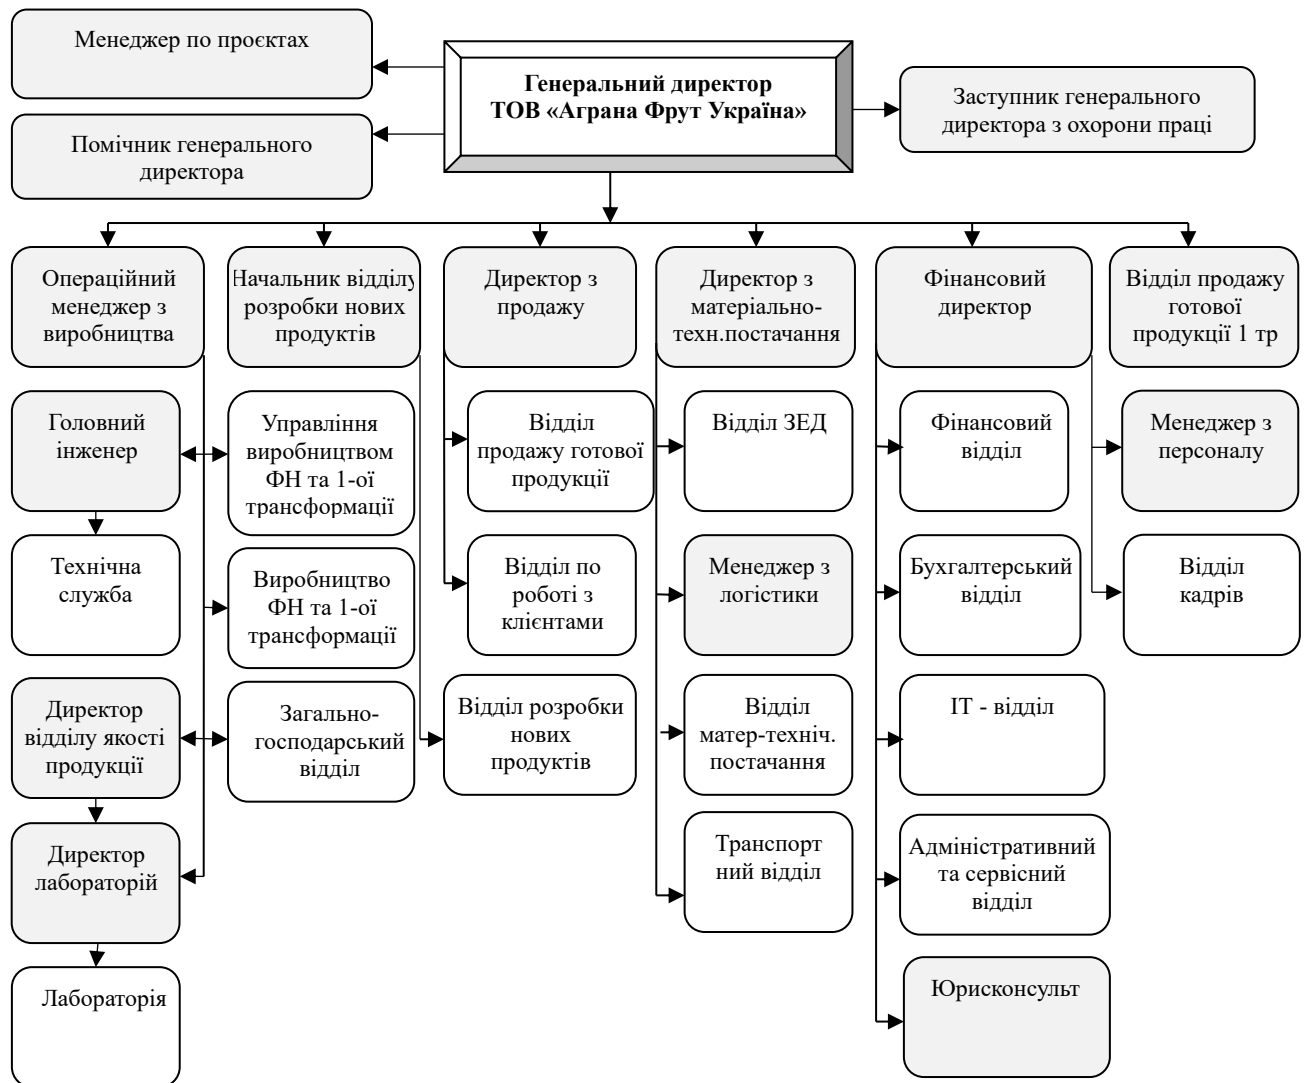 Менеджер по проєктах
Генеральний директор
ТОВ «Аграна Фрут Україна»
Заступник генерального
директора з охорони праці
Помічник генерального
директора
Операційний
менеджер з
виробництва
Начальник відділу
розробки нових
продуктів
Директор з
продажу
Директор з
матеріально-
техн.постачання
Фінансовий
директор
Відділ продажу
готової
продукції 1 тр
Головний
інженер
Управління
виробництвом
ФН та 1-ої
трансформації
Відділ
продажу готової
продукції
Відділ ЗЕД
Фінансовий
відділ
Менеджер з
персоналу
Технічна
служба
Виробництво
ФН та 1-ої
трансформації
Відділ по
роботі з
клієнтами
Менеджер з
логістики
Бухгалтерський
відділ
Відділ
кадрів
Директор
відділу якості
продукції
Загально-
господарський
відділ
Відділ розробки
нових
продуктів
Відділ
матер-техніч.
постачання
ІТ - відділ
Директор
лабораторій
Транспорт
ний відділ
Адміністративний
та сервісний
відділ
Лабораторія
Юрисконсульт